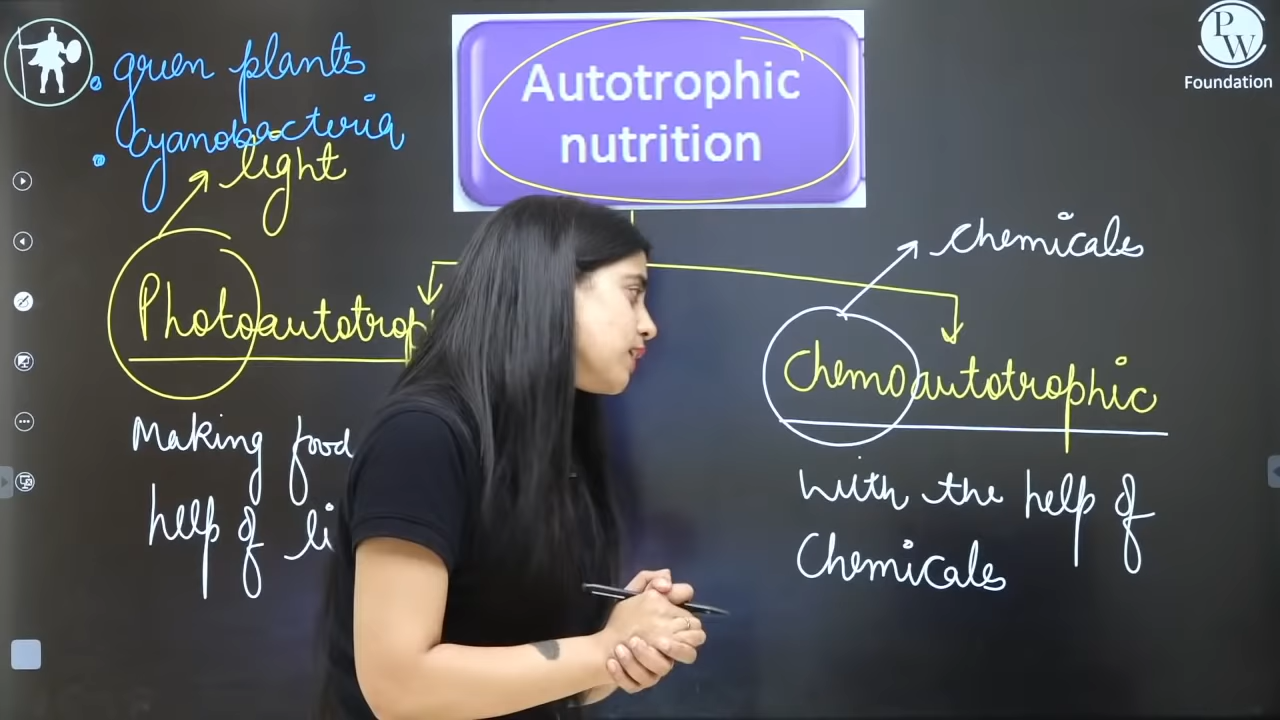 green plants
cyanobacteria
light
Autotrophic
nutrition
PW
Foundation
chemicals
Photoautotrop
Chemoautotrophic
Making food
help of li
with the help of
Chemicals